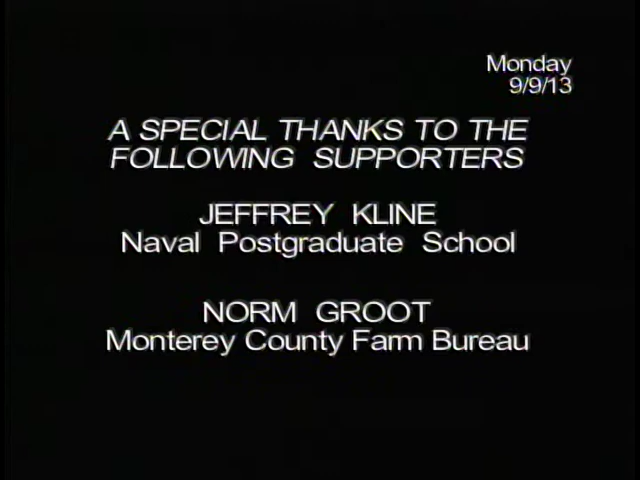 Monday
9/9/13
A SPECIAL THANKS TO THE
FOLLOWING SUPPORTERS
JEFFREY KLINE
Naval Postgraduate School
NORM GROOT
Monterey County Farm Bureau